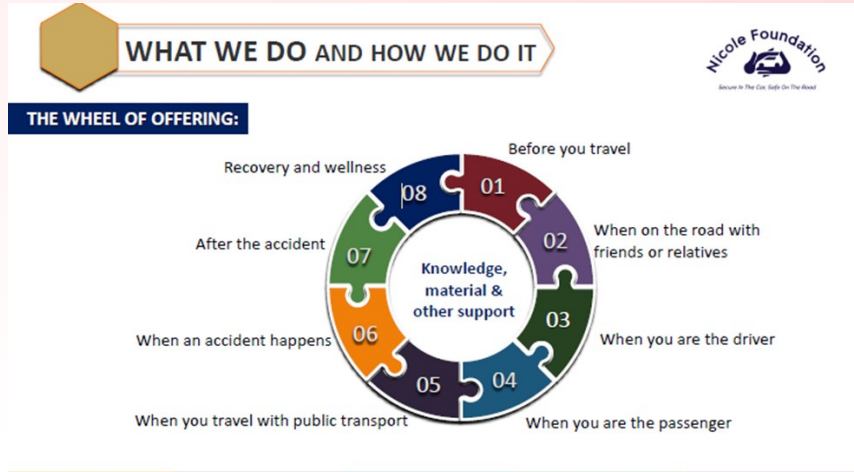 WHAT WE DO AND HOW WE DO IT
Nicole Foundation
Secure In The Car, Safe On The Road
THE WHEEL OF OFFERING:
01
Before you travel
02
When on the road with
friends or relatives
03
When you are the driver
04
When you are the passenger
05
When you travel with public transport
06
When an accident happens
07
After the accident
08
Recovery and wellness
Knowledge,
material &
other support